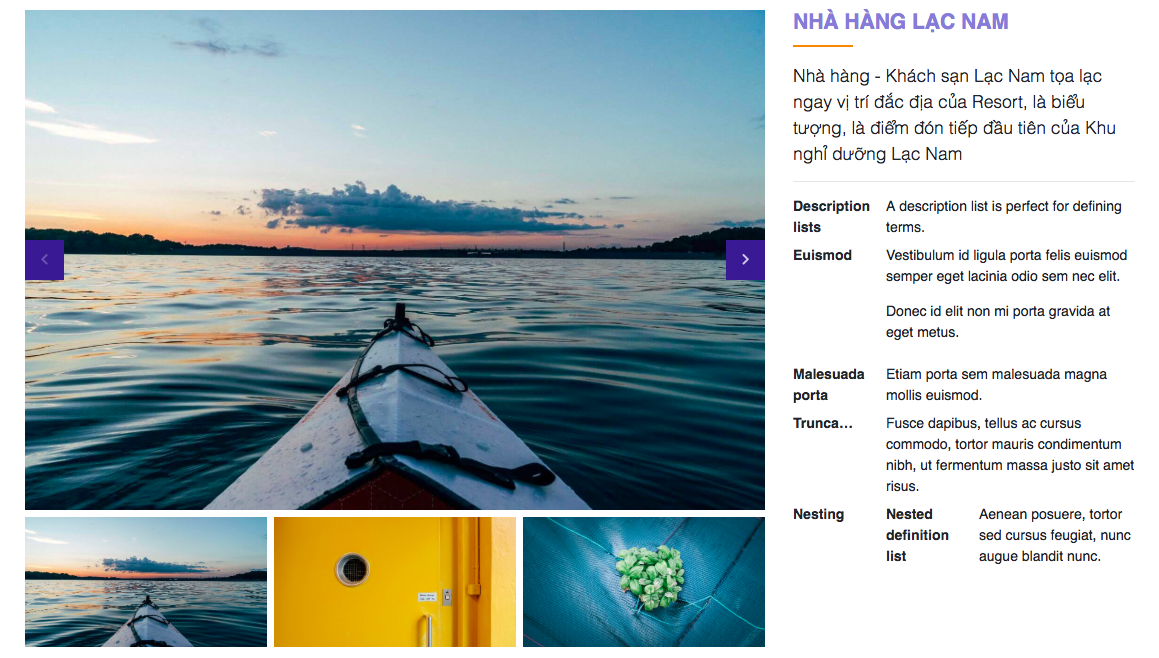 NHÀ HÀNG LẠC NAM
Nhà hàng - Khách sạn Lạc Nam tọa lạc
ngay vị trí đắc địa của Resort, là biểu
tượng, là điểm đón tiếp đầu tiên của Khu
nghỉ dưỡng Lạc Nam
Description lists
A description list is perfect for defining
terms.
Euismod
Vestibulum id ligula porta felis euismod
semper eget lacinia odio sem nec elit.
Donec id elit non mi porta gravida at
eget metus.
Malesuada porta
Etiam porta sem malesuada magna
mollis euismod.
Trunca...
Fusce dapibus, tellus ac cursus
commodo, tortor mauris condimentum
nibh, ut fermentum massa justo sit amet
risus.
Nesting
Nested
definition
list
Aenean posuere, tortor
sed cursus feugiat, nunc
augue blandit nunc.